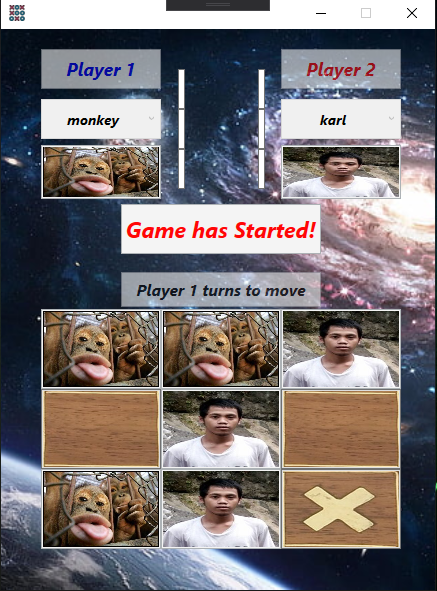 Player 1
Player 2
monkey
karl
Game has Started!
Player 1 turns to move